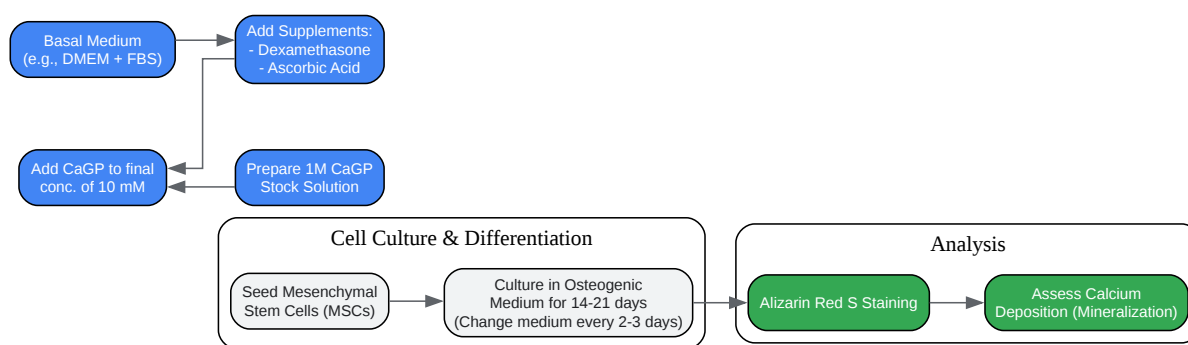 Basal Medium
(e.g., DMEM + FBS)
Add Supplements:
- Dexamethasone
- Ascorbic Acid
Add CaGP to final
conc. of 10 mM
Prepare 1M CaGP
Stock Solution
Cell Culture & Differentiation
Seed Mesenchymal
Stem Cells (MSCs)
Culture in Osteogenic
Medium for 14-21 days
(Change medium every 2-3 days)
Analysis
Alizarin Red S Staining
Assess Calcium
Deposition (Mineralization)